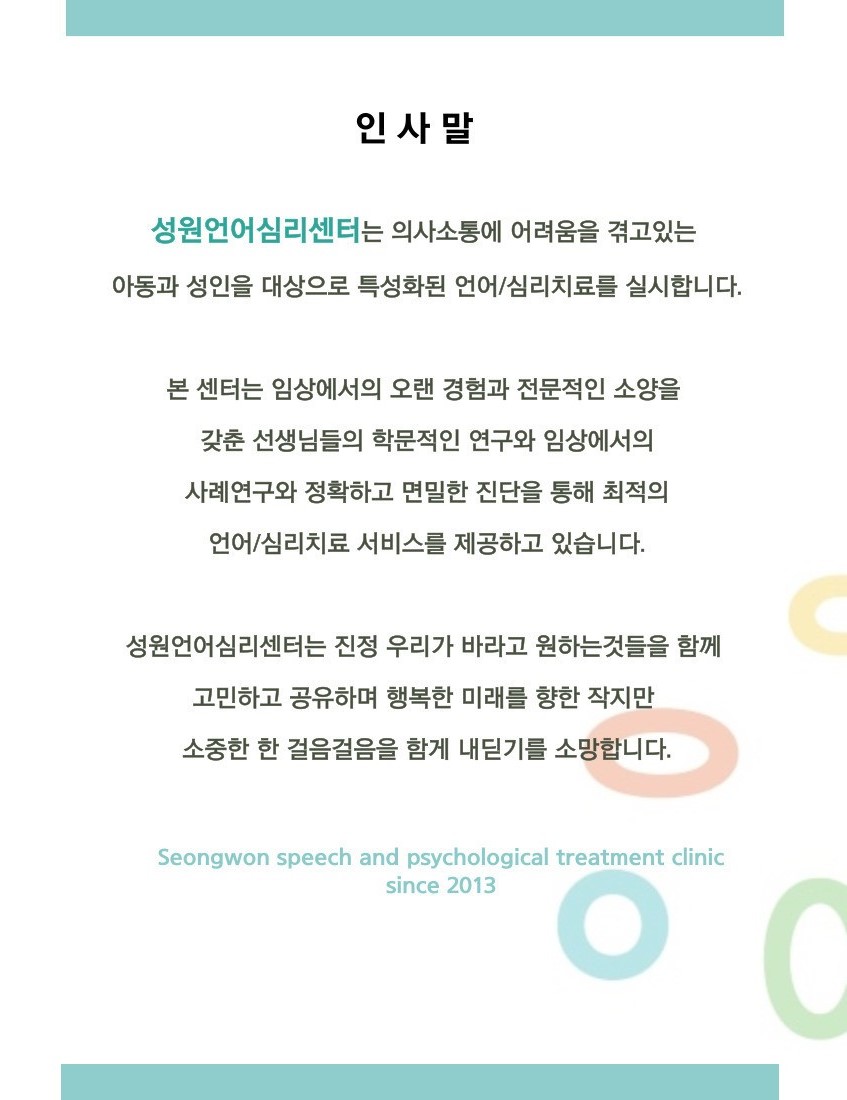 인 사 말
성원언어심리센터는 의사소통에 어려움을 겪고있는
아동과 성인을 대상으로 특성화된 언어/심리치료를 실시합니다.
본 센터는 임상에서의 오랜 경험과 전문적인 소양을
갖춘 선생님들의 학문적인 연구와 임상에서의
사례연구와 정확하고 면밀한 진단을 통해 최적의
언어/심리치료 서비스를 제공하고 있습니다.
성원언어심리센터는 진정 우리가 바라고 원하는것들을 함께
고민하고 공유하며 행복한 미래를 향한 작지만
소중한 한 걸음걸음을 함게 내딛기를 소망합니다.
Seongwon speech and psychological treatment clinic
since 2013